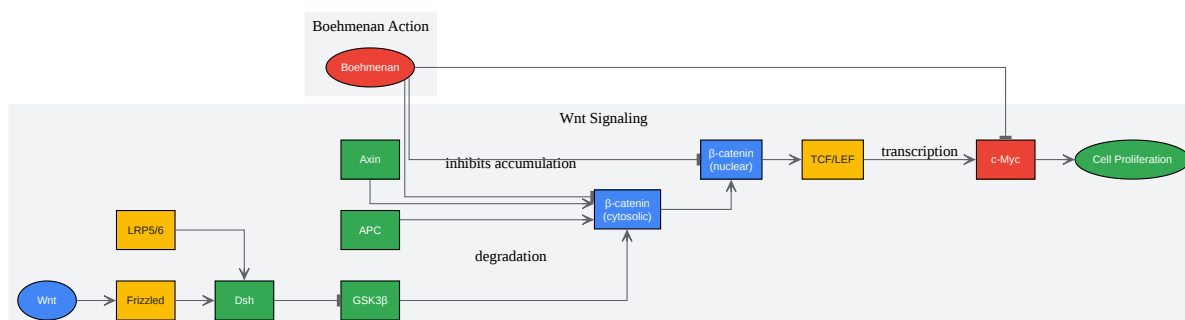 Boehmenan Action
Boehmenan
Wnt Signaling
Axin
inhibits accumulation
β-catenin
(nuclear)
TCF/LEF
transcription
c-Myc
Cell Proliferation
β-catenin
(cytosolic)
LRP5/6
APC
degradation
Wnt
Frizzled
Dsh
GSK3β